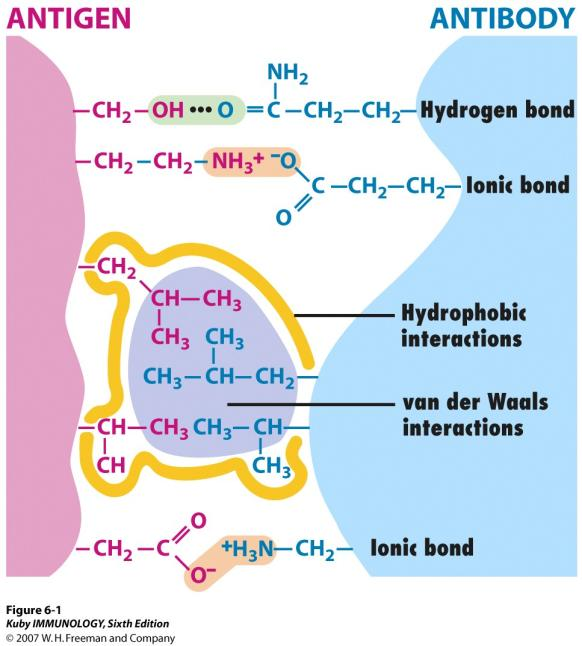 ANTIGEN
ANTIBODY
NH₂
–CH₂–OH ••• O=C–CH₂–CH₂– Hydrogen bond
–CH₂–CH₂–NH₃+ –O
C–CH₂–CH₂– Ionic bond
O
–CH₂
CH–CH₃
CH₃
Hydrophobic
interactions
CH₃
CH₃–CH–CH₂–
van der Waals
interactions
–CH–CH₃ CH₃–CH–
CH
CH₃
O
–CH₂–C
+H₃N–CH₂– Ionic bond
O–
Figure 6-1
Kuby IMMUNOLOGY, Sixth Edition
© 2007 W. H. Freeman and Company